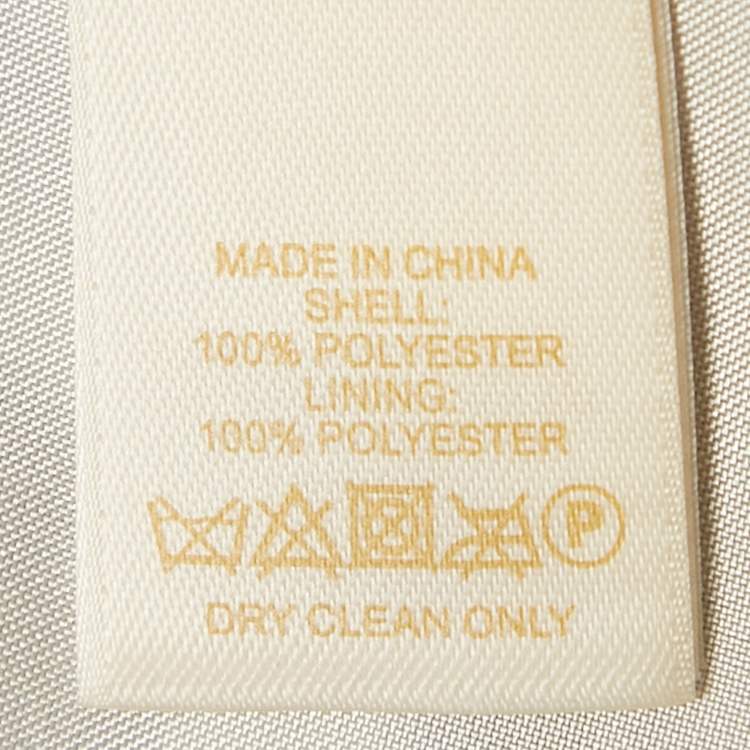 MADE IN CHINA
SHELL:
100% POLYESTER
LINING:
100% POLYESTER
P
DRY CLEAN ONLY